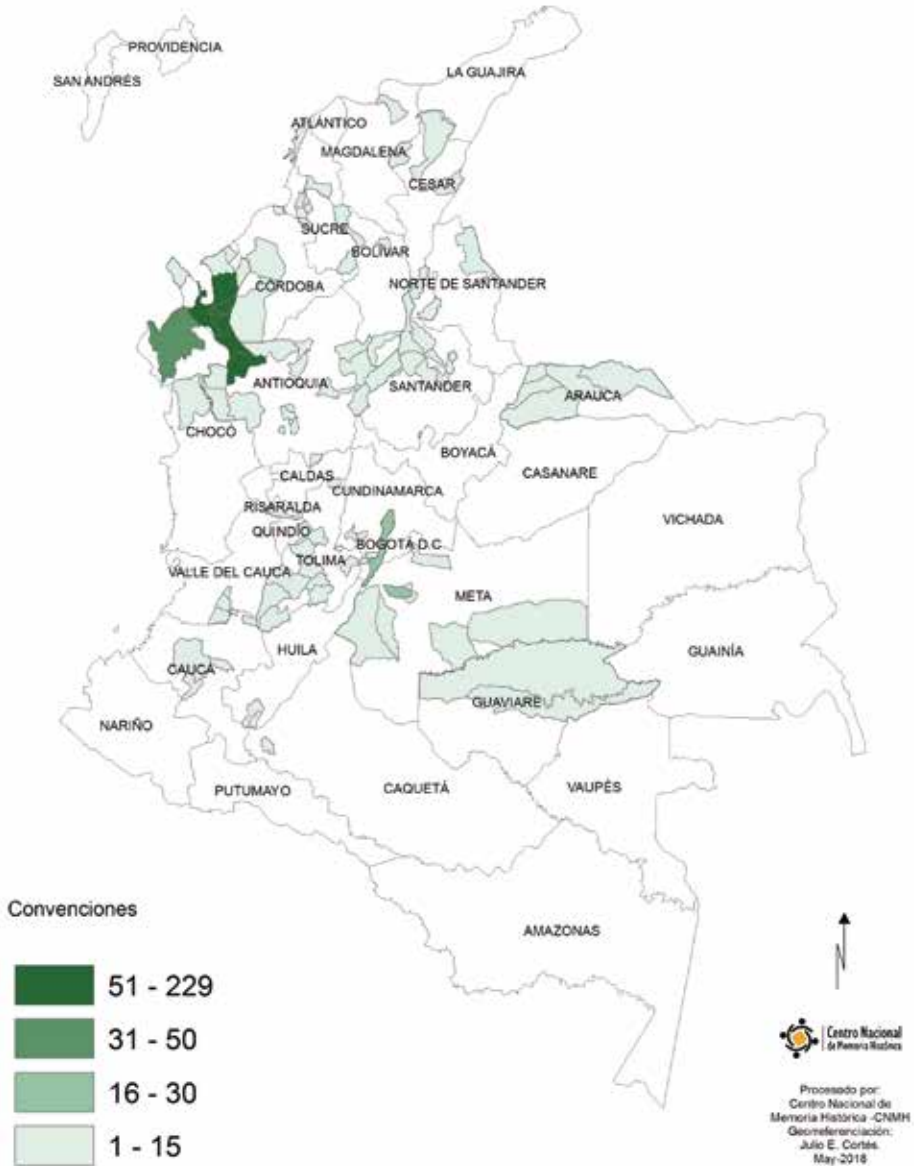 PROVIDENCIA
SAN ANDRÉS
LA GUAJIRA
ATLÁNTICO
MAGDALENA
CESAR
SUCRE
BOLÍVAR
CÓRDOBA
NORTE DE SANTANDER
ANTIOQUIA
SANTANDER
ARAUCA
CHOCÓ
BOYACÁ
CASANARE
CALDAS
CUNDINAMARCA
RISARALDA
VICHADA
QUINDÍO
BOGOTÁ D.C
TOLIMA
VALLE DEL CAUCA
META
HUILA
GUAINÍA
CAUCA
GUAVIARE
NARIÑO
PUTUMAYO
CAQUETÁ
VAUPÉS
AMAZONAS
Convenciones
51 - 229
31 - 50
16 - 30
1 - 15
Centro Nacional
de Memoria Histórica
Procesado por:
Centro Nacional de
Memoria Histórica -CNMH
Georreferenciación:
Julio E. Cortés.
May-2018